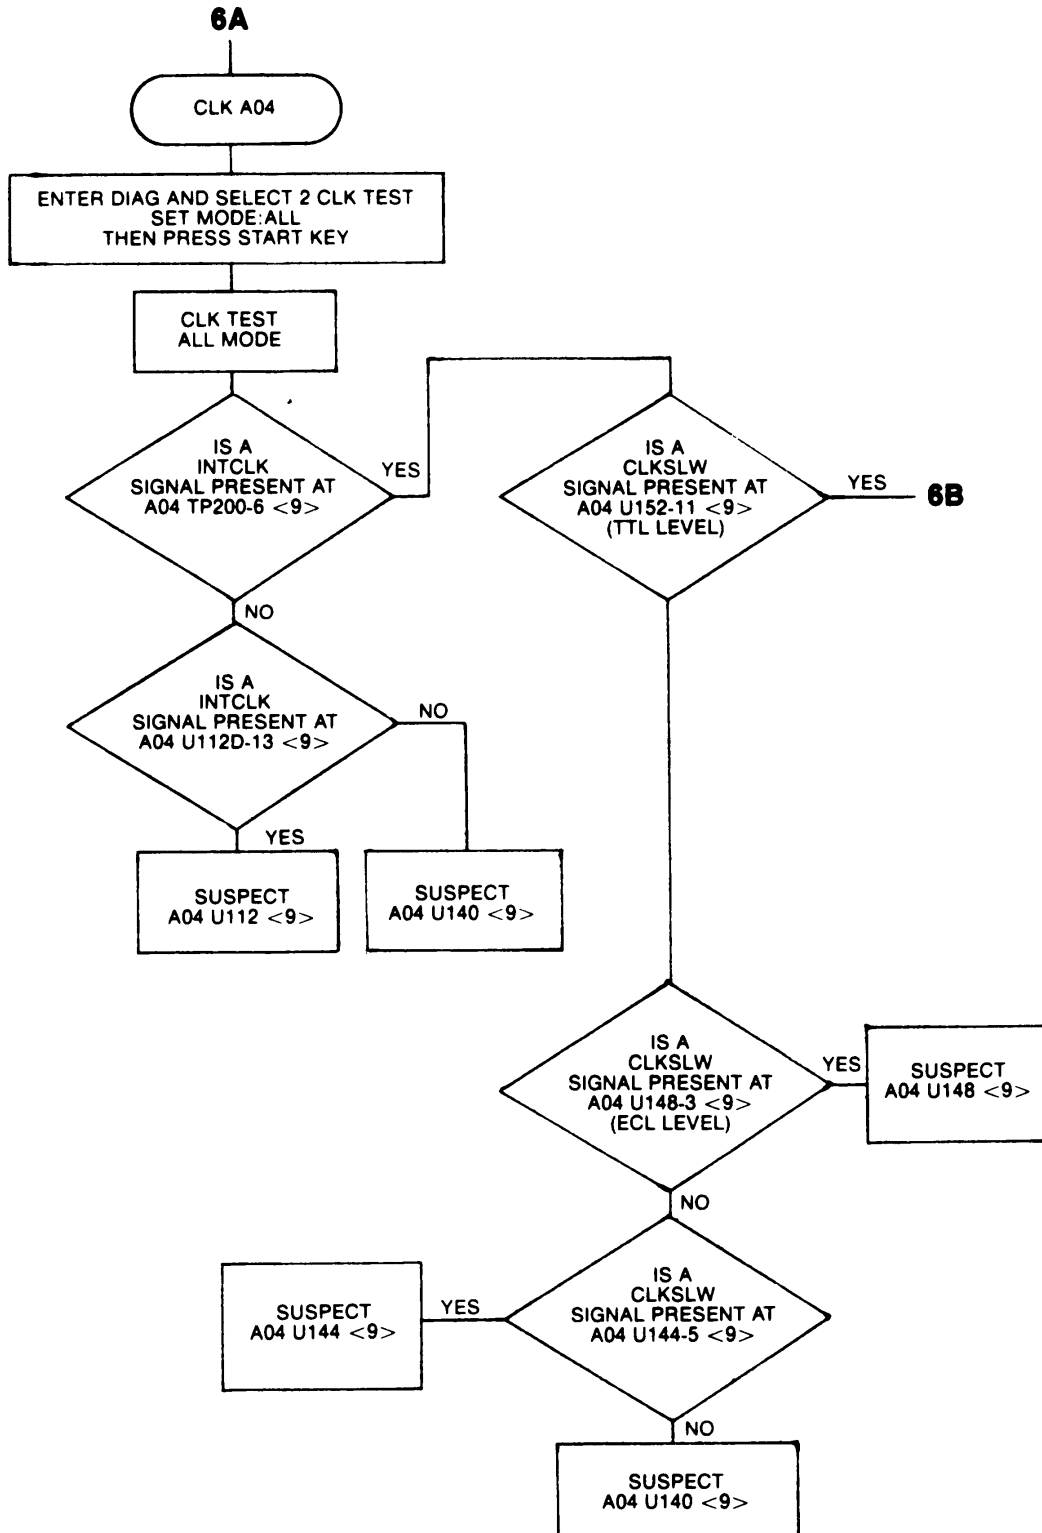 6A
CLK A04
ENTER DIAG AND SELECT 2 CLK TEST
SET MODE:ALL
THEN PRESS START KEY
CLK TEST
ALL MODE
IS A
INTCLK
SIGNAL PRESENT AT
A04 TP200-6 <9>
YES
IS A
CLKSLW
SIGNAL PRESENT AT
A04 U152-11 <9>
(TTL LEVEL)
YES
6B
NO
IS A
INTCLK
SIGNAL PRESENT AT
A04 U112D-13 <9>
NO
YES
SUSPECT
A04 U112 <9>
SUSPECT
A04 U140 <9>
IS A
CLKSLW
SIGNAL PRESENT AT
A04 U148-3 <9>
(ECL LEVEL)
YES
SUSPECT
A04 U148 <9>
NO
IS A
CLKSLW
SIGNAL PRESENT AT
A04 U144-5 <9>
YES
SUSPECT
A04 U144 <9>
NO
SUSPECT
A04 U140 <9>